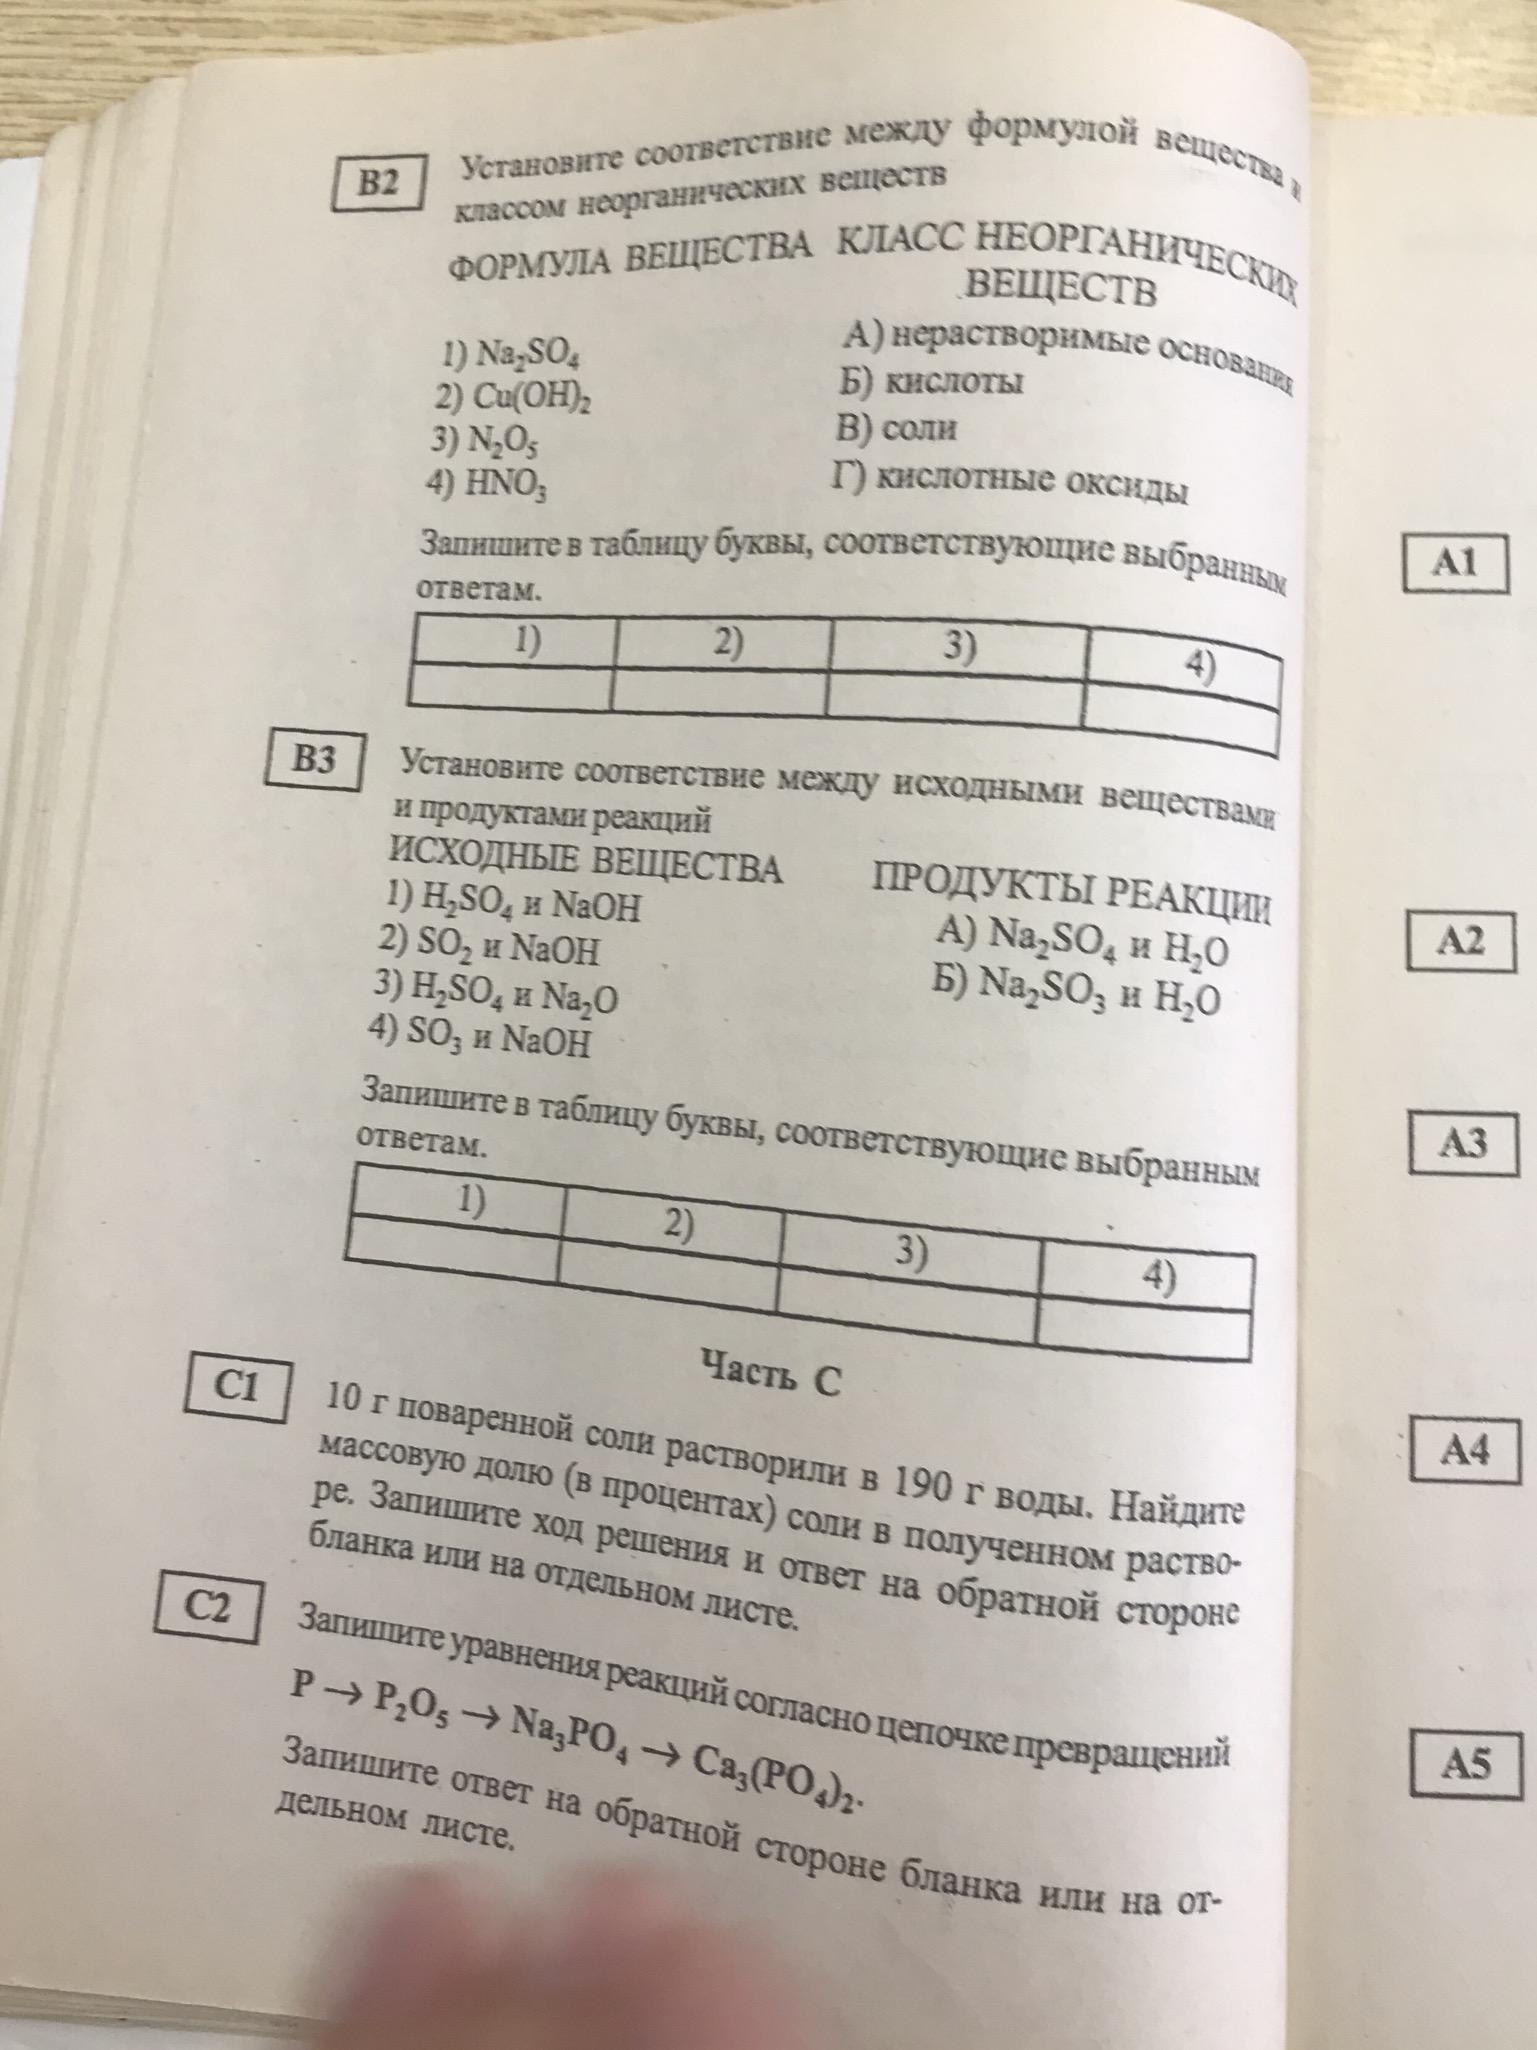 B2
Установите соответствие между формулой вещества и
классом неорганических веществ
ФОРМУЛА ВЕЩЕСТВА КЛАСС НЕОРГАНИЧЕСКИХ
ВЕЩЕСТВ
1) Na₂SO₄ А) нерастворимые основания
2) Cu(OH)₂ Б) кислоты
3) N₂O₅ В) соли
4) HNO₃ Г) кислотные оксиды
Запишите в таблицу буквы, соответствующие выбранным
ответам.
1) 2) 3) 4)
B3
Установите соответствие между исходными веществами
и продуктами реакций
ИСХОДНЫЕ ВЕЩЕСТВА ПРОДУКТЫ РЕАКЦИИ
1) H₂SO₄ и NaOH А) Na₂SO₄ и H₂O
2) SO₂ и NaOH Б) Na₂SO₃ и H₂O
3) H₂SO₄ и Na₂O
4) SO₃ и NaOH
Запишите в таблицу буквы, соответствующие выбранным
ответам.
1) 2) 3) 4)
Часть С
C1
10 г поваренной соли растворили в 190 г воды. Найдите
массовую долю (в процентах) соли в полученном раство-
ре. Запишите ход решения и ответ на обратной стороне
бланка или на отдельном листе.
C2
Запишите уравнения реакций согласно цепочке превращений
P → P₂O₅ → Na₃PO₄ → Ca₃(PO₄)₂.
Запишите ответ на обратной стороне бланка или на от-
дельном листе.
A1
A2
A3
A4
A5